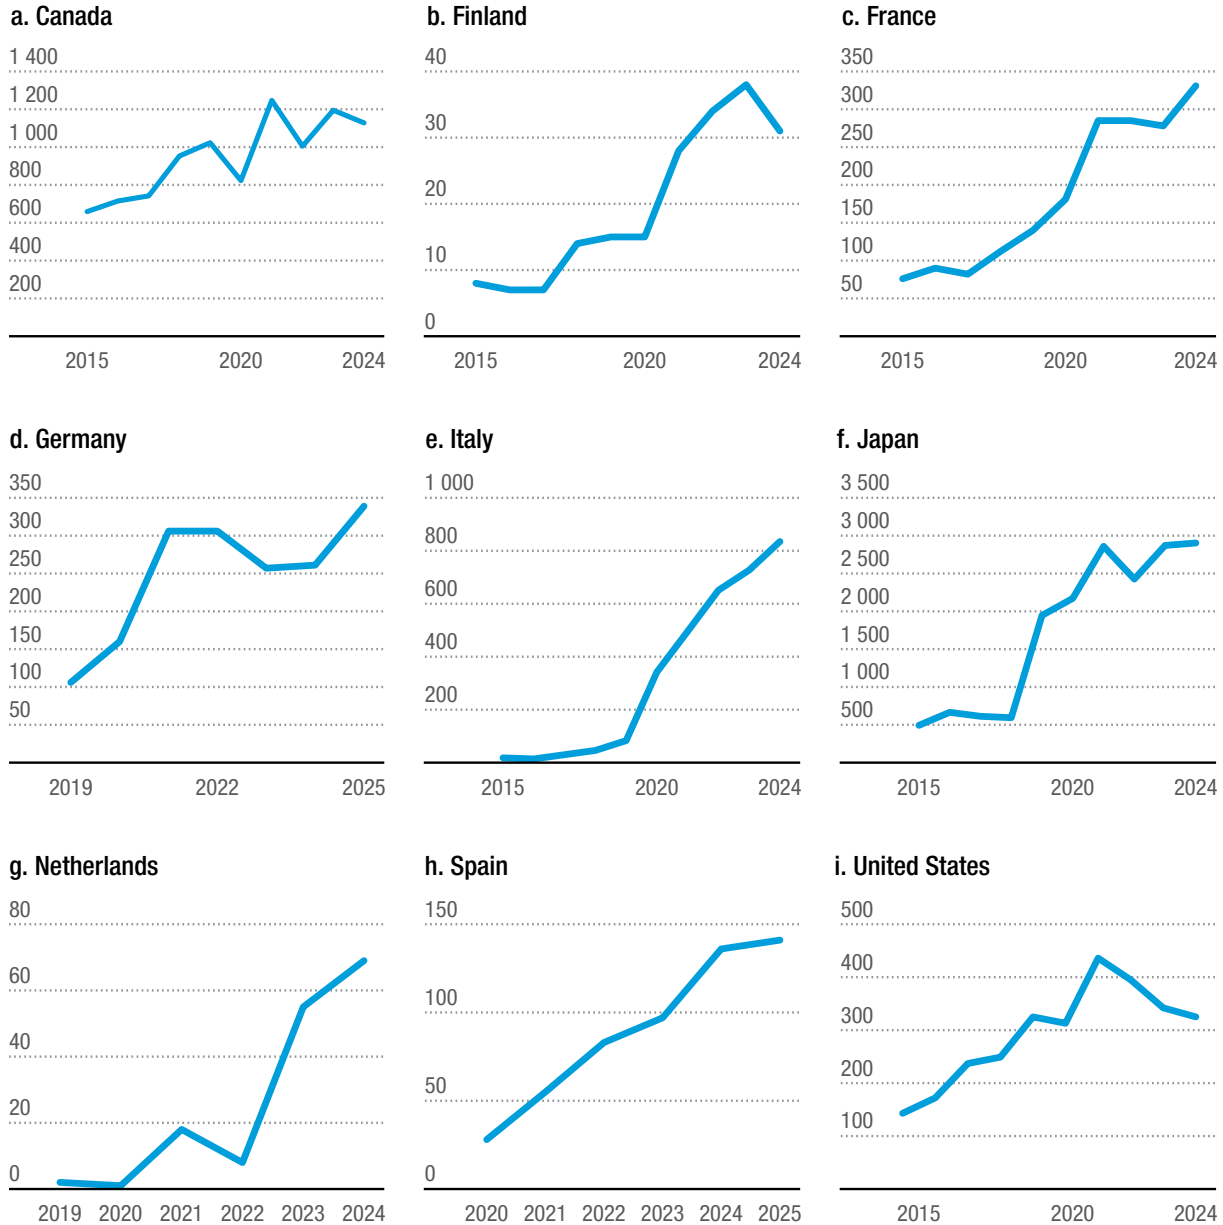 a. Canada
1 400
1 200
1 000
800
600
400
200
2015 2020 2024
b. Finland
40
30
20
10
0
2015 2020 2024
c. France
350
300
250
200
150
100
50
2015 2020 2024
d. Germany
350
300
250
200
150
100
50
2019 2022 2025
e. Italy
1 000
800
600
400
200
2015 2020 2024
f. Japan
3 500
3 000
2 500
2 000
1 500
1 000
500
2015 2020 2024
g. Netherlands
80
60
40
20
0
2019 2020 2021 2022 2023 2024
h. Spain
150
100
50
0
2020 2021 2022 2023 2024 2025
i. United States
500
400
300
200
100
2015 2020 2024